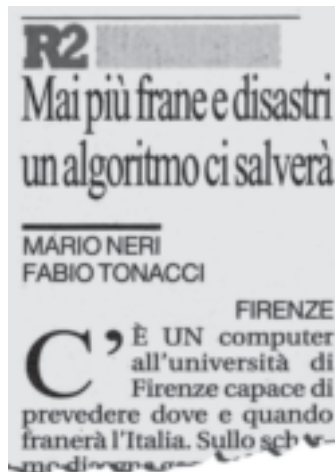 R2
Mai più frane e disastri
un algoritmo ci salverà
MARIO NERI
FABIO TONACCI
FIRENZE
C'È UN computer
all'università di
Firenze capace di
prevedere dove e quando
franerà l'Italia. Sullo